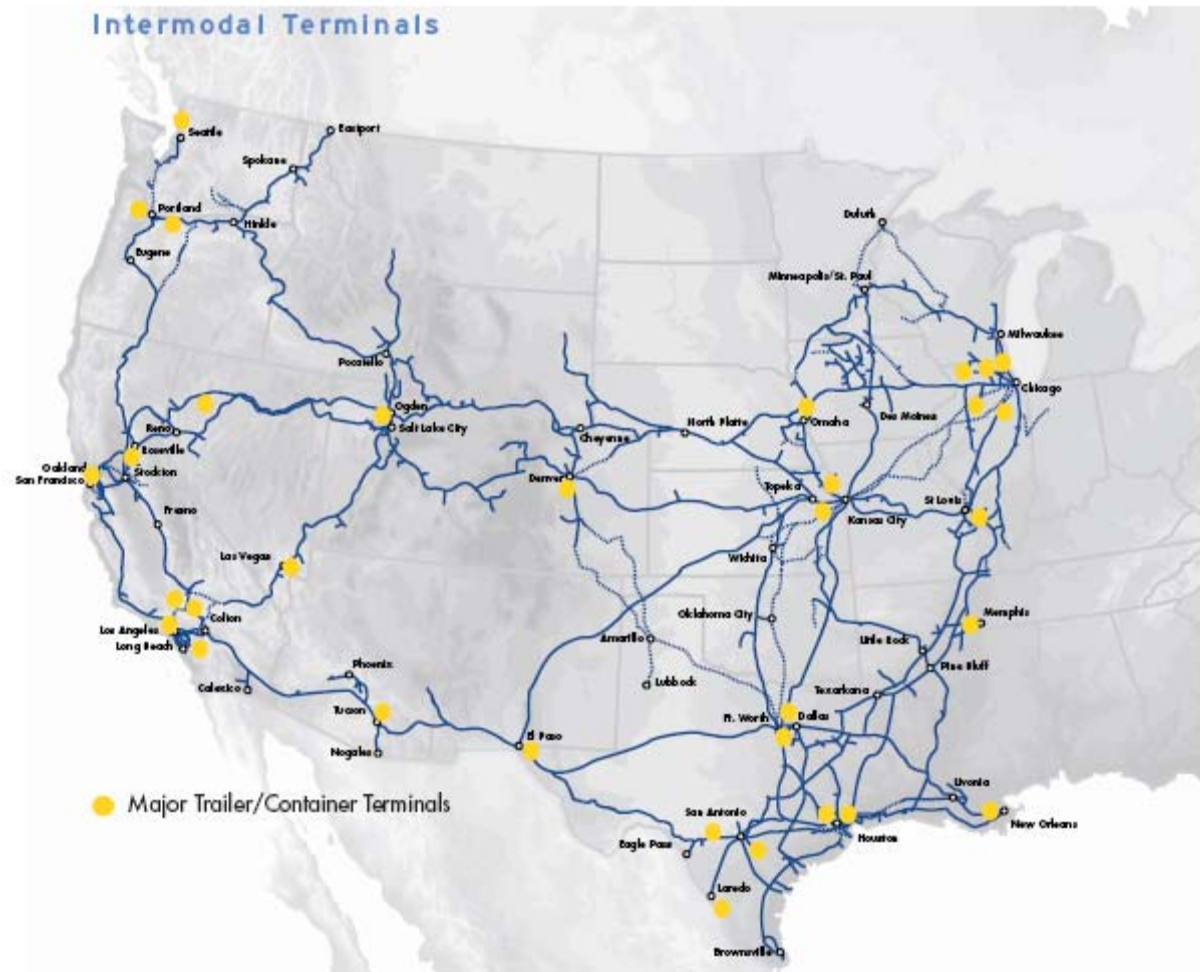 Intermodal Terminals
Seattle
Eastport
Spokane
Portland
Hinkle
Eugene
Duluth
Minneapolis/St. Paul
Milwaukee
Pocatello
Chicago
Ogden
Des Moines
Reno
North Platte
Omaha
Salt Lake City
Cheyenne
Roseville
Oakland
San Francisco
Stockton
Denver
Topeka
St Louis
Fresno
Kansas City
Las Vegas
Wichita
Colton
Oklahoma City
Memphis
Los Angeles
Long Beach
Amarillo
Little Rock
Pine Bluff
Phoenix
Lubbock
Calexico
Texarkana
Tucson
Ft. Worth
Dallas
El Paso
Nogales
Livonia
Major Trailer/Container Terminals
San Antonio
New Orleans
Eagle Pass
Houston
Laredo
Brownsville